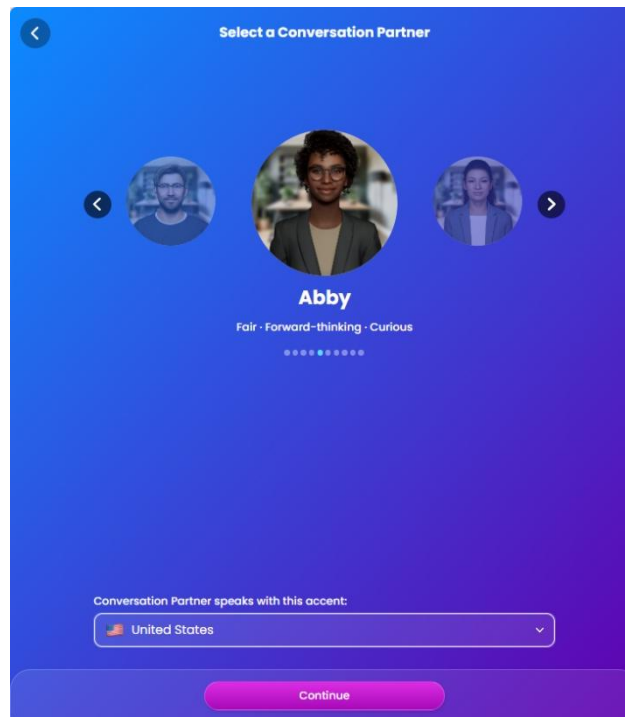 Select a Conversation Partner
Abby
Fair · Forward-thinking · Curious
Conversation Partner speaks with this accent:
United States
Continue